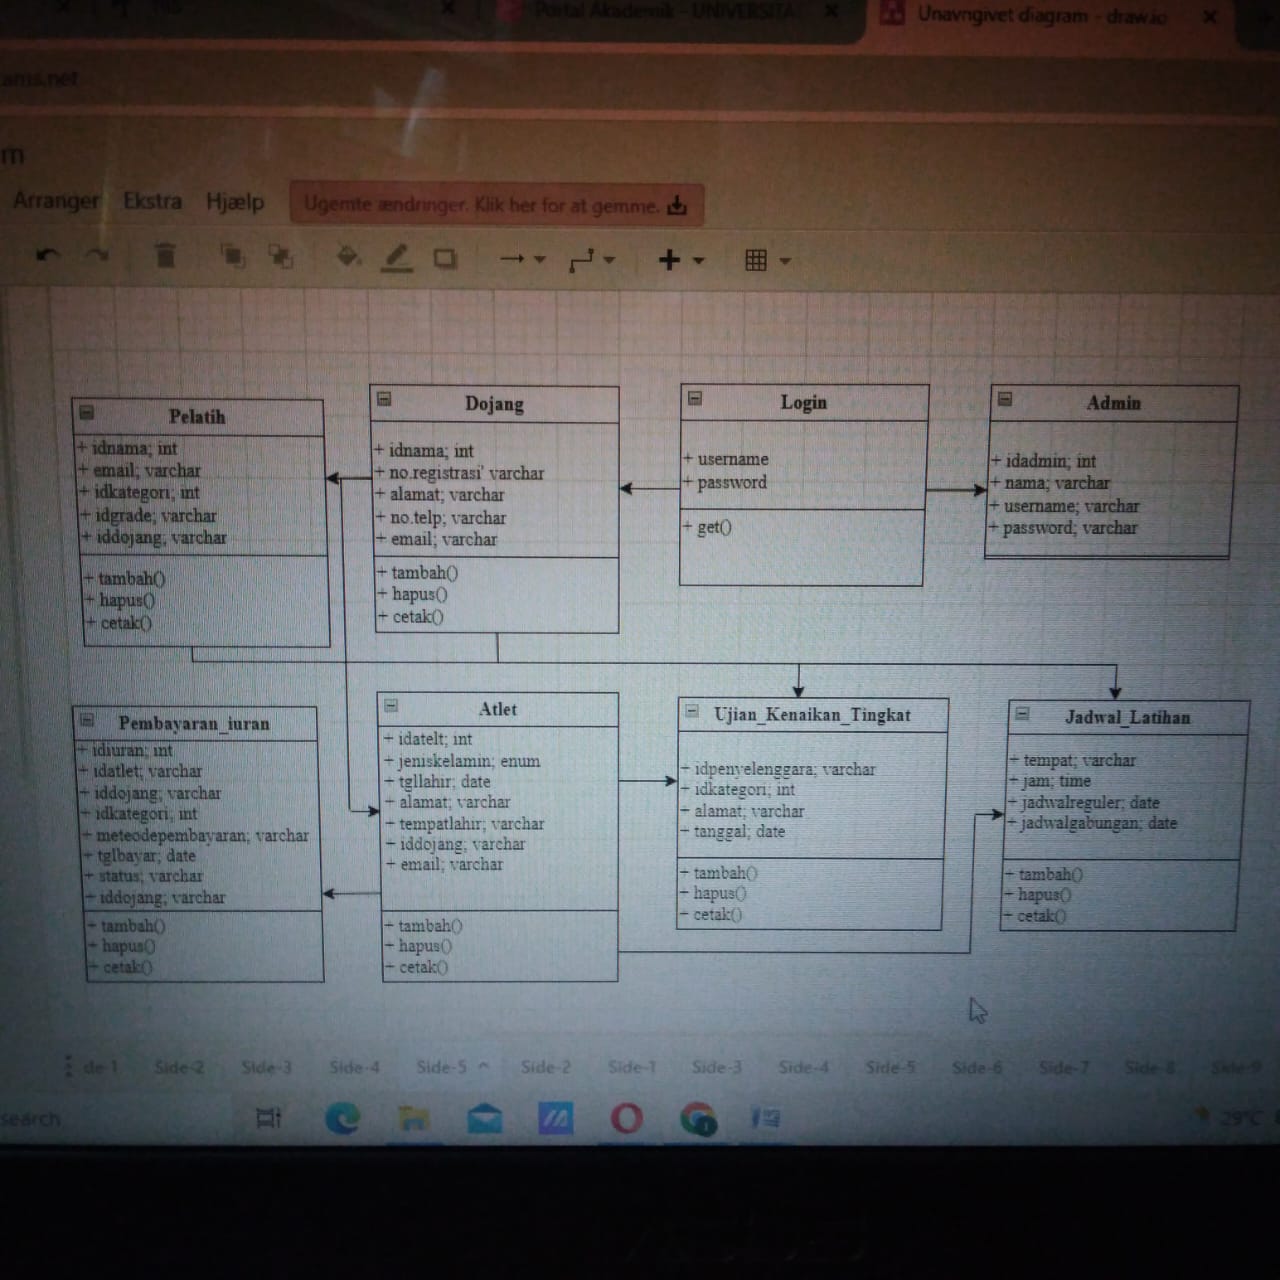 Portal Akademik - UNIVERSITA
Unavngivet diagram - draw.io
ams.net
m
Arranger Ekstra Hjælp Ugemte ændringer. Klik her for at gemme.
Pelatih
+ idnama; int
+ email; varchar
+ idkategori; int
+ idgrade; varchar
+ iddojang; varchar
+ tambah()
+ hapus()
+ cetak()
Dojang
+ idnama; int
+ no.registrasi' varchar
+ alamat; varchar
+ no.telp; varchar
+ email; varchar
+ tambah()
+ hapus()
+ cetak()
Login
+ username
+ password
+ get()
Admin
+ idadmin; int
+ nama; varchar
+ username; varchar
+ password; varchar
Pembayaran_iuran
+ idiuran; int
+ idatlet; varchar
+ iddojang; varchar
+ idkategori; int
+ meteodepembayaran; varchar
+ tglbayar; date
+ status; varchar
+ iddojang; varchar
+ tambah()
+ hapus()
+ cetak()
Atlet
+ idatelt; int
+ jeniskelamin; enum
+ tgllahir; date
+ alamat; varchar
+ tempatlahir; varchar
+ iddojang; varchar
+ email; varchar
+ tambah()
+ hapus()
+ cetak()
Ujian_Kenaikan_Tingkat
+ idpenyelenggara; varchar
+ idkategori; int
+ alamat; varchar
+ tanggal; date
+ tambah()
+ hapus()
+ cetak()
Jadwal_Latihan
+ tempat; varchar
+ jam; time
+ jadwalreguler; date
+ jadwalgabungan; date
+ tambah()
+ hapus()
+ cetak()
de-1 Side-2 Side-3 Side-4 Side-5 Side-2 Side-1 Side-3 Side-4 Side-5 Side-6 Side-7 Side-8 Side-9
search
29°C